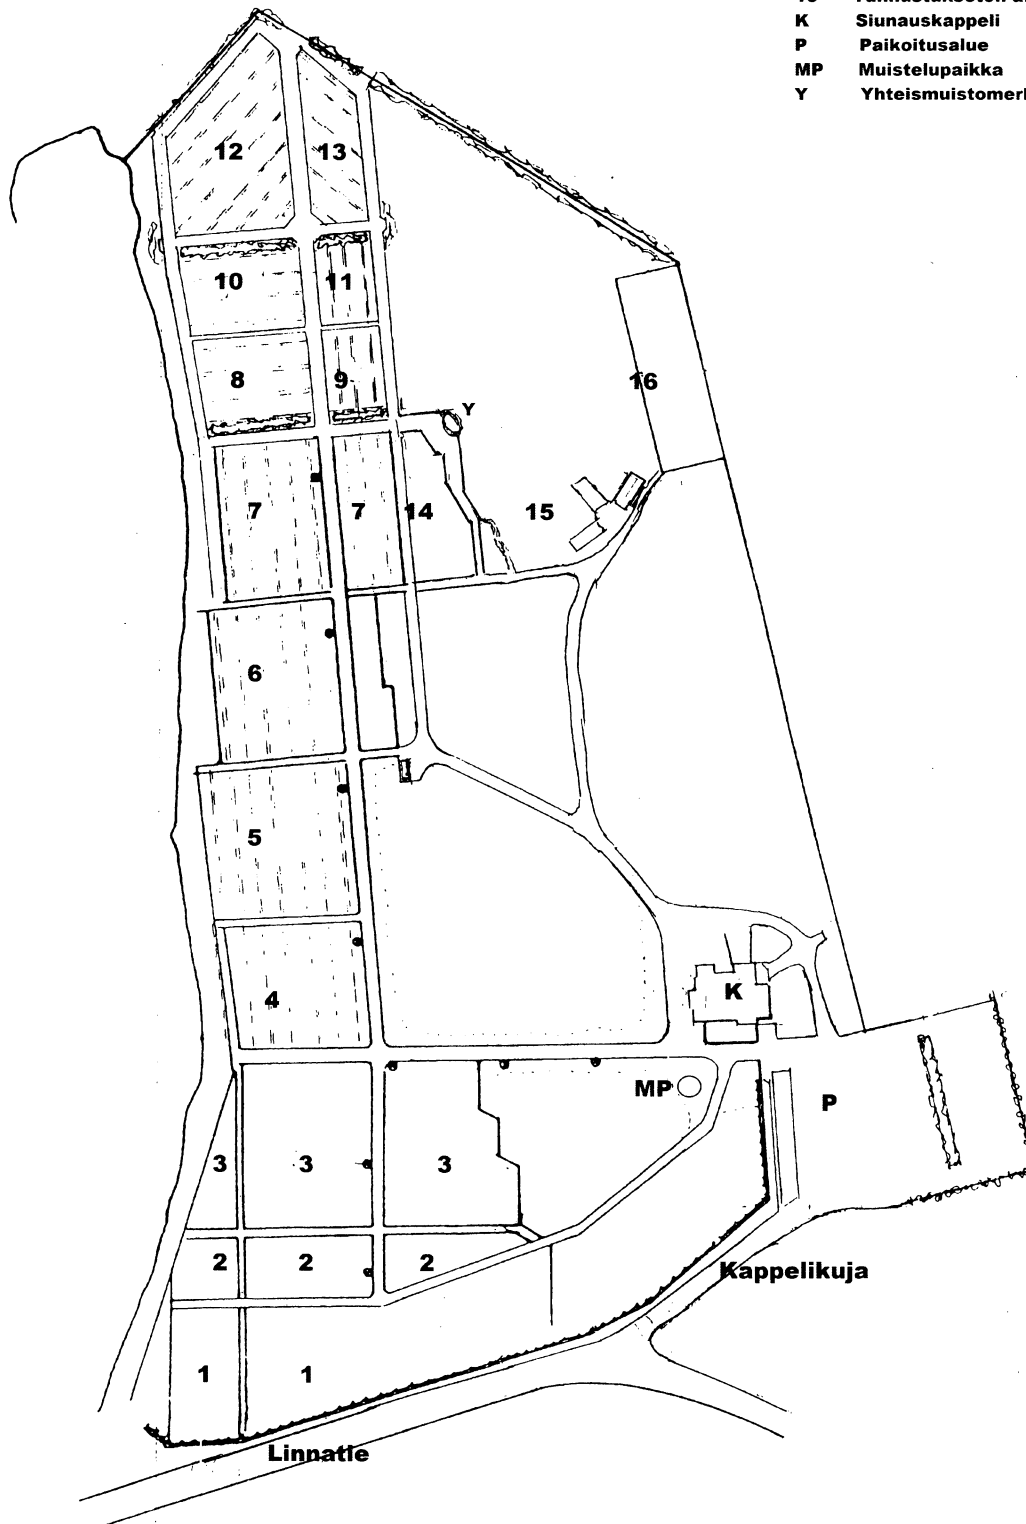 K Siunauskappeli
P Paikoitusalue
MP Muistelupaikka
Y
12 13
10 11
8 9
16
Y
7 7 14 15
6
5
4
K
MP P
3 3 3
2 2 2
Kappelikuja
1 1
Linnatie